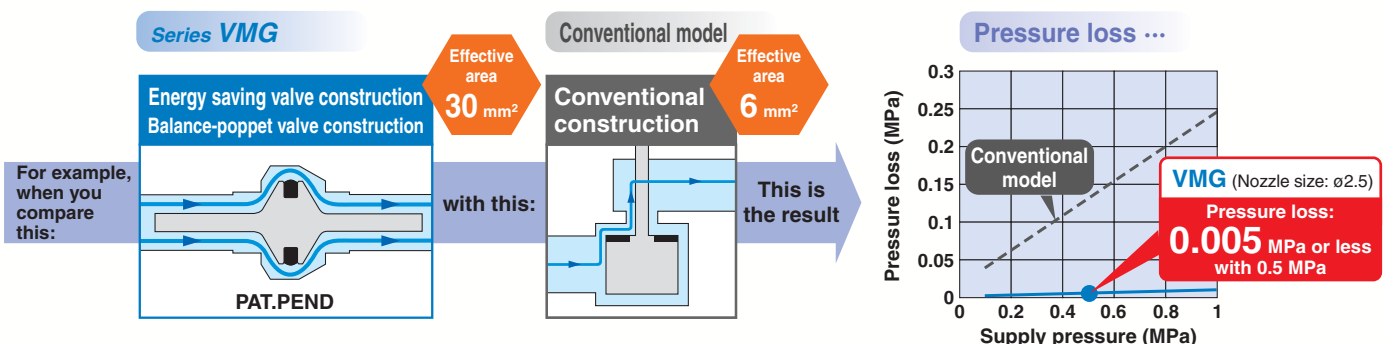 Series VMG
Conventional model
Pressure loss ···
Effective
area
30 mm²
Effective
area
6 mm²
Energy saving valve construction
Balance-poppet valve construction
Conventional
construction
For example,
when you
compare
this:
PAT.PEND
with this:
This is
the result
Pressure loss (MPa)
0.3
0.25
0.2
0.15
0.1
0.05
0
Conventional
model
VMG (Nozzle size: ø2.5)
Pressure loss:
0.005 MPa or less
with 0.5 MPa
0 0.2 0.4 0.6 0.8 1
Supply pressure (MPa)